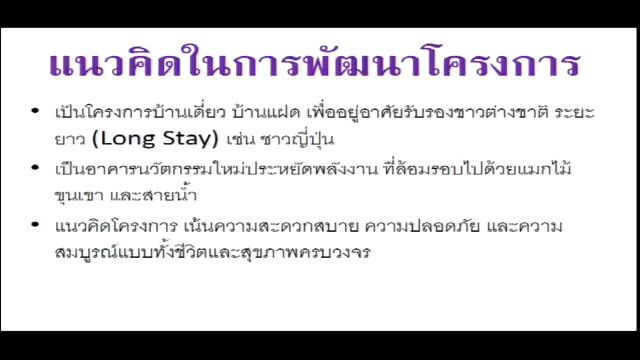 แนวคิดในการพัฒนาโครงการ
• เป็นโครงการบ้านเดี่ยว บ้านแฝด เพื่ออยู่อาศัยรับรองชาวต่างชาติ ระยะ
ยาว (Long Stay) เช่น ชาวญี่ปุ่น
• เป็นอาคารนวัตกรรมใหม่ประหยัดพลังงาน ที่ล้อมรอบไปด้วยแมกไม้
ขุนเขา และสายน้ำ
• แนวคิดโครงการ เน้นความสะดวกสบาย ความปลอดภัย และความ
สมบูรณ์แบบทั้งชีวิตและสุขภาพครบวงจร